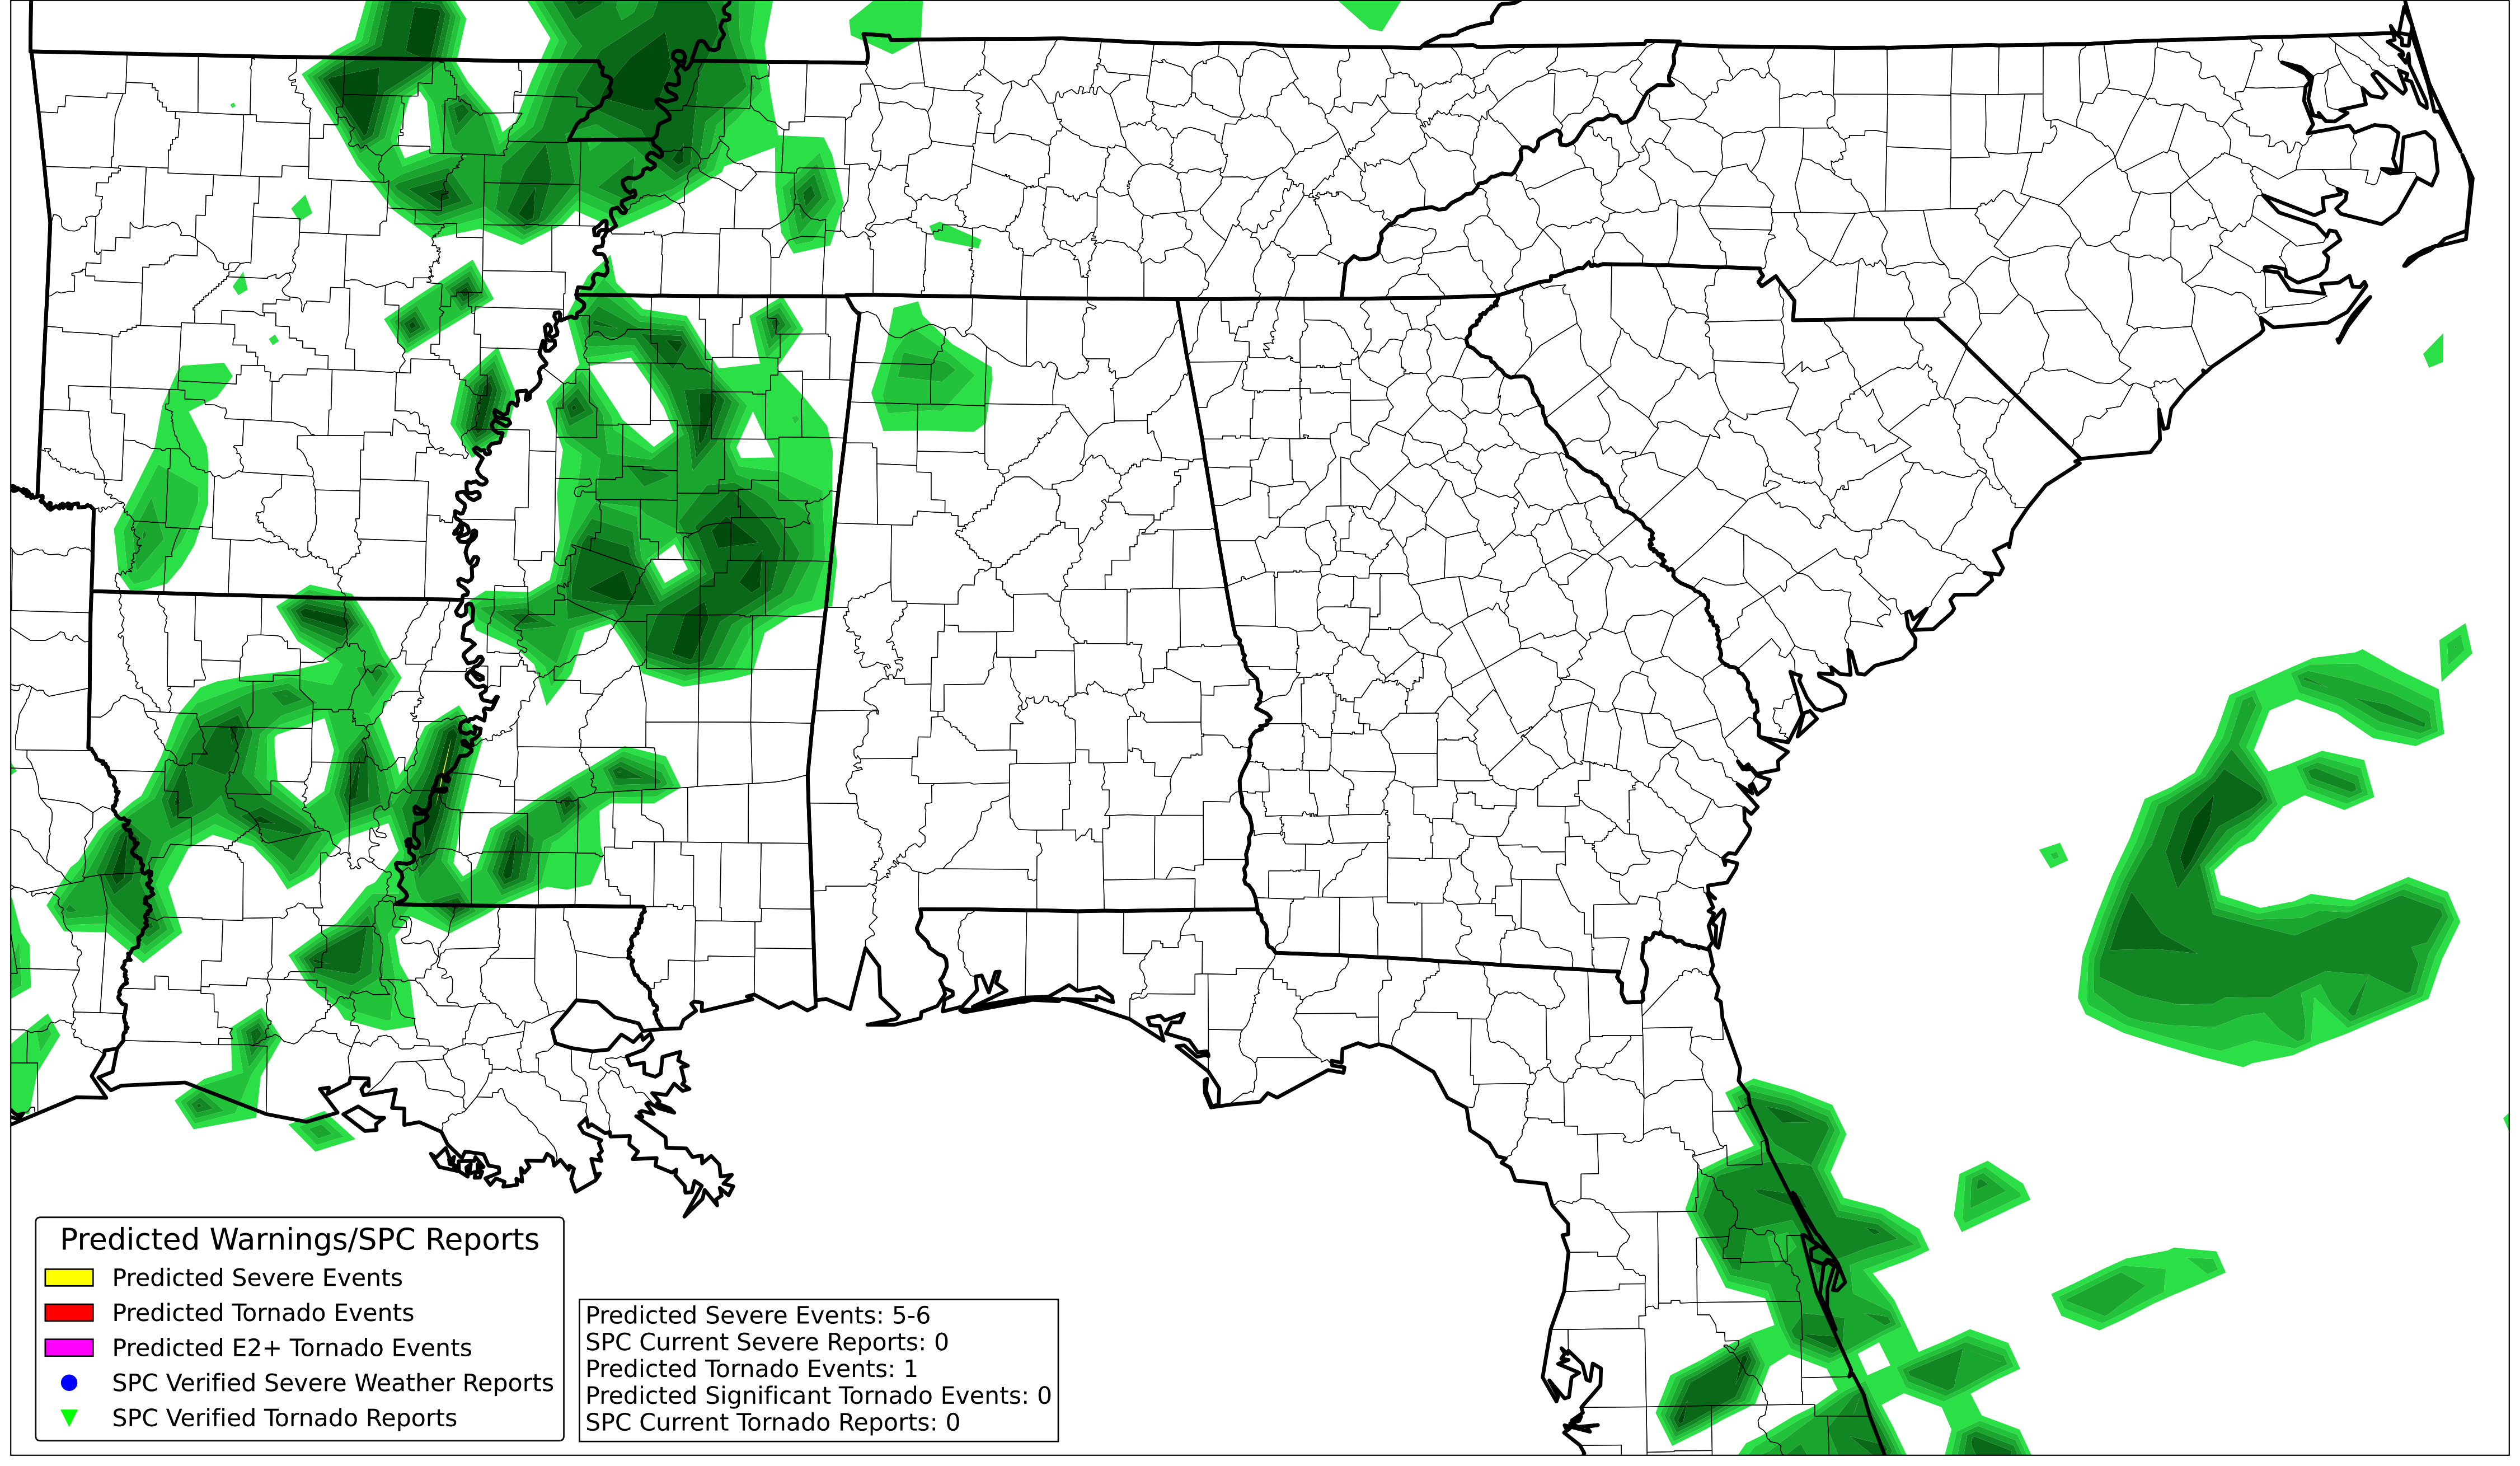 Predicted Warnings/SPC Reports
Predicted Severe Events
Predicted Tornado Events
Predicted E2+ Tornado Events
SPC Verified Severe Weather Reports
SPC Verified Tornado Reports
Predicted Severe Events: 5-6
SPC Current Severe Reports: 0
Predicted Tornado Events: 1
Predicted Significant Tornado Events: 0
SPC Current Tornado Reports: 0